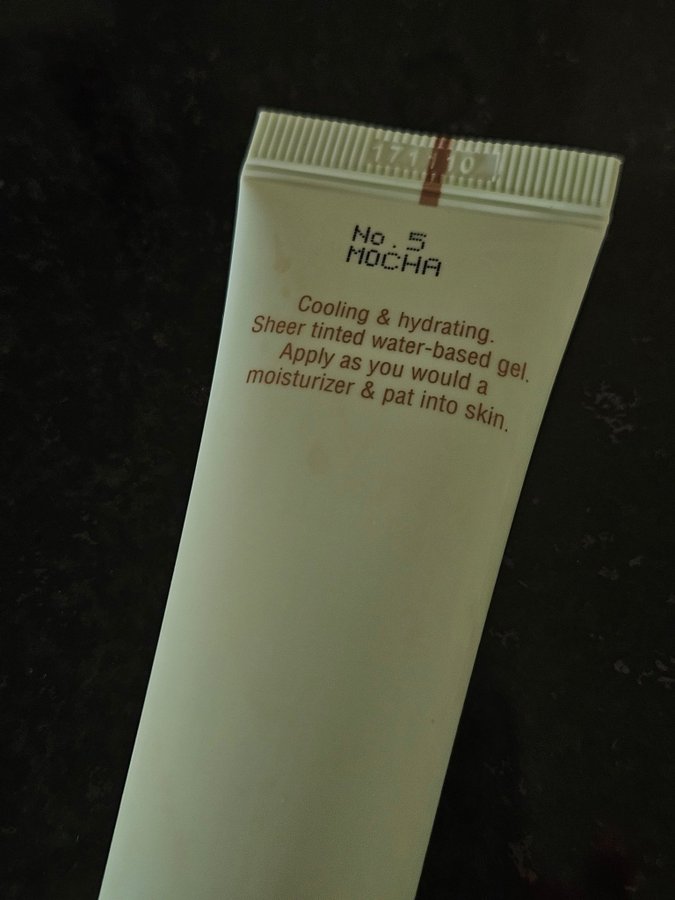 No. 5
MOCHA
Cooling & hydrating.
Sheer tinted water-based gel.
Apply as you would a
moisturizer & pat into skin.